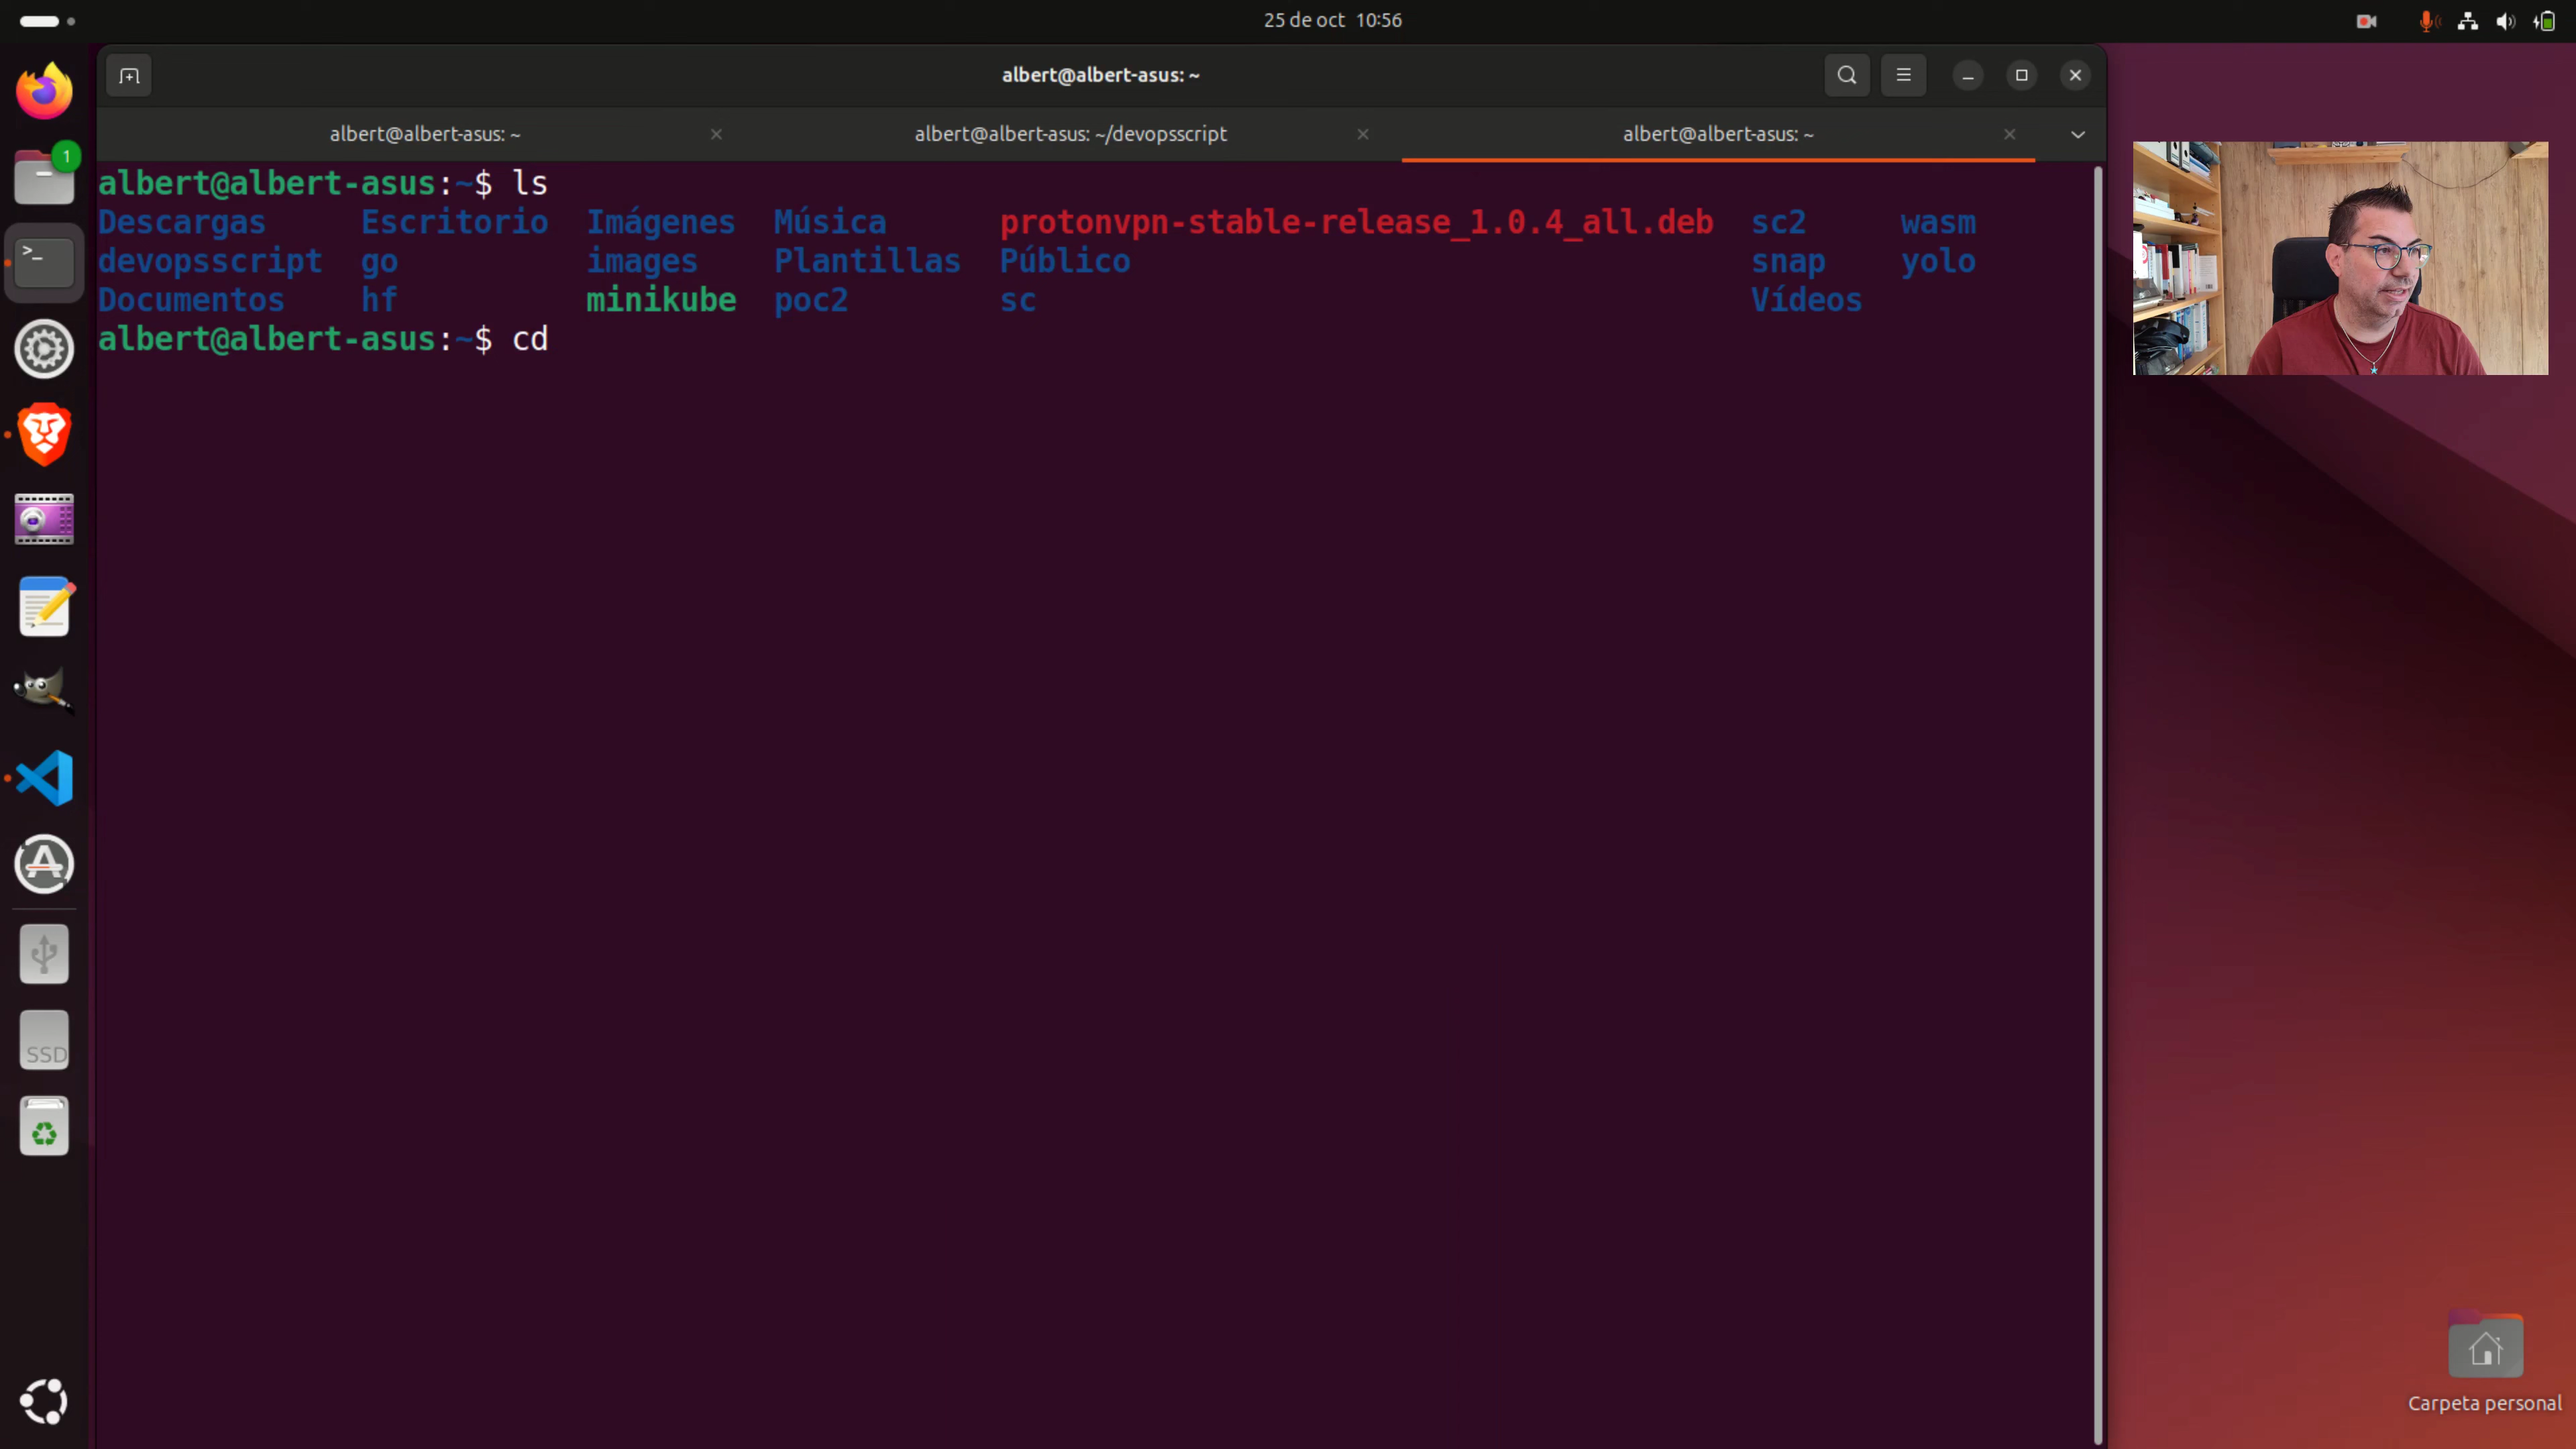 25 de oct 10:56
albert@albert-asus: ~
albert@albert-asus: ~
albert@albert-asus: ~/devopsscript
albert@albert-asus: ~
albert@albert-asus:~$ ls
Descargas Escritorio Imágenes Música protonvpn-stable-release_1.0.4_all.deb sc2 wasm
devopsscript go images Plantillas Público snap yolo
Documentos hf minikube poc2 sc Vídeos
albert@albert-asus:~$ cd
1
>_
SSD
Carpeta personal